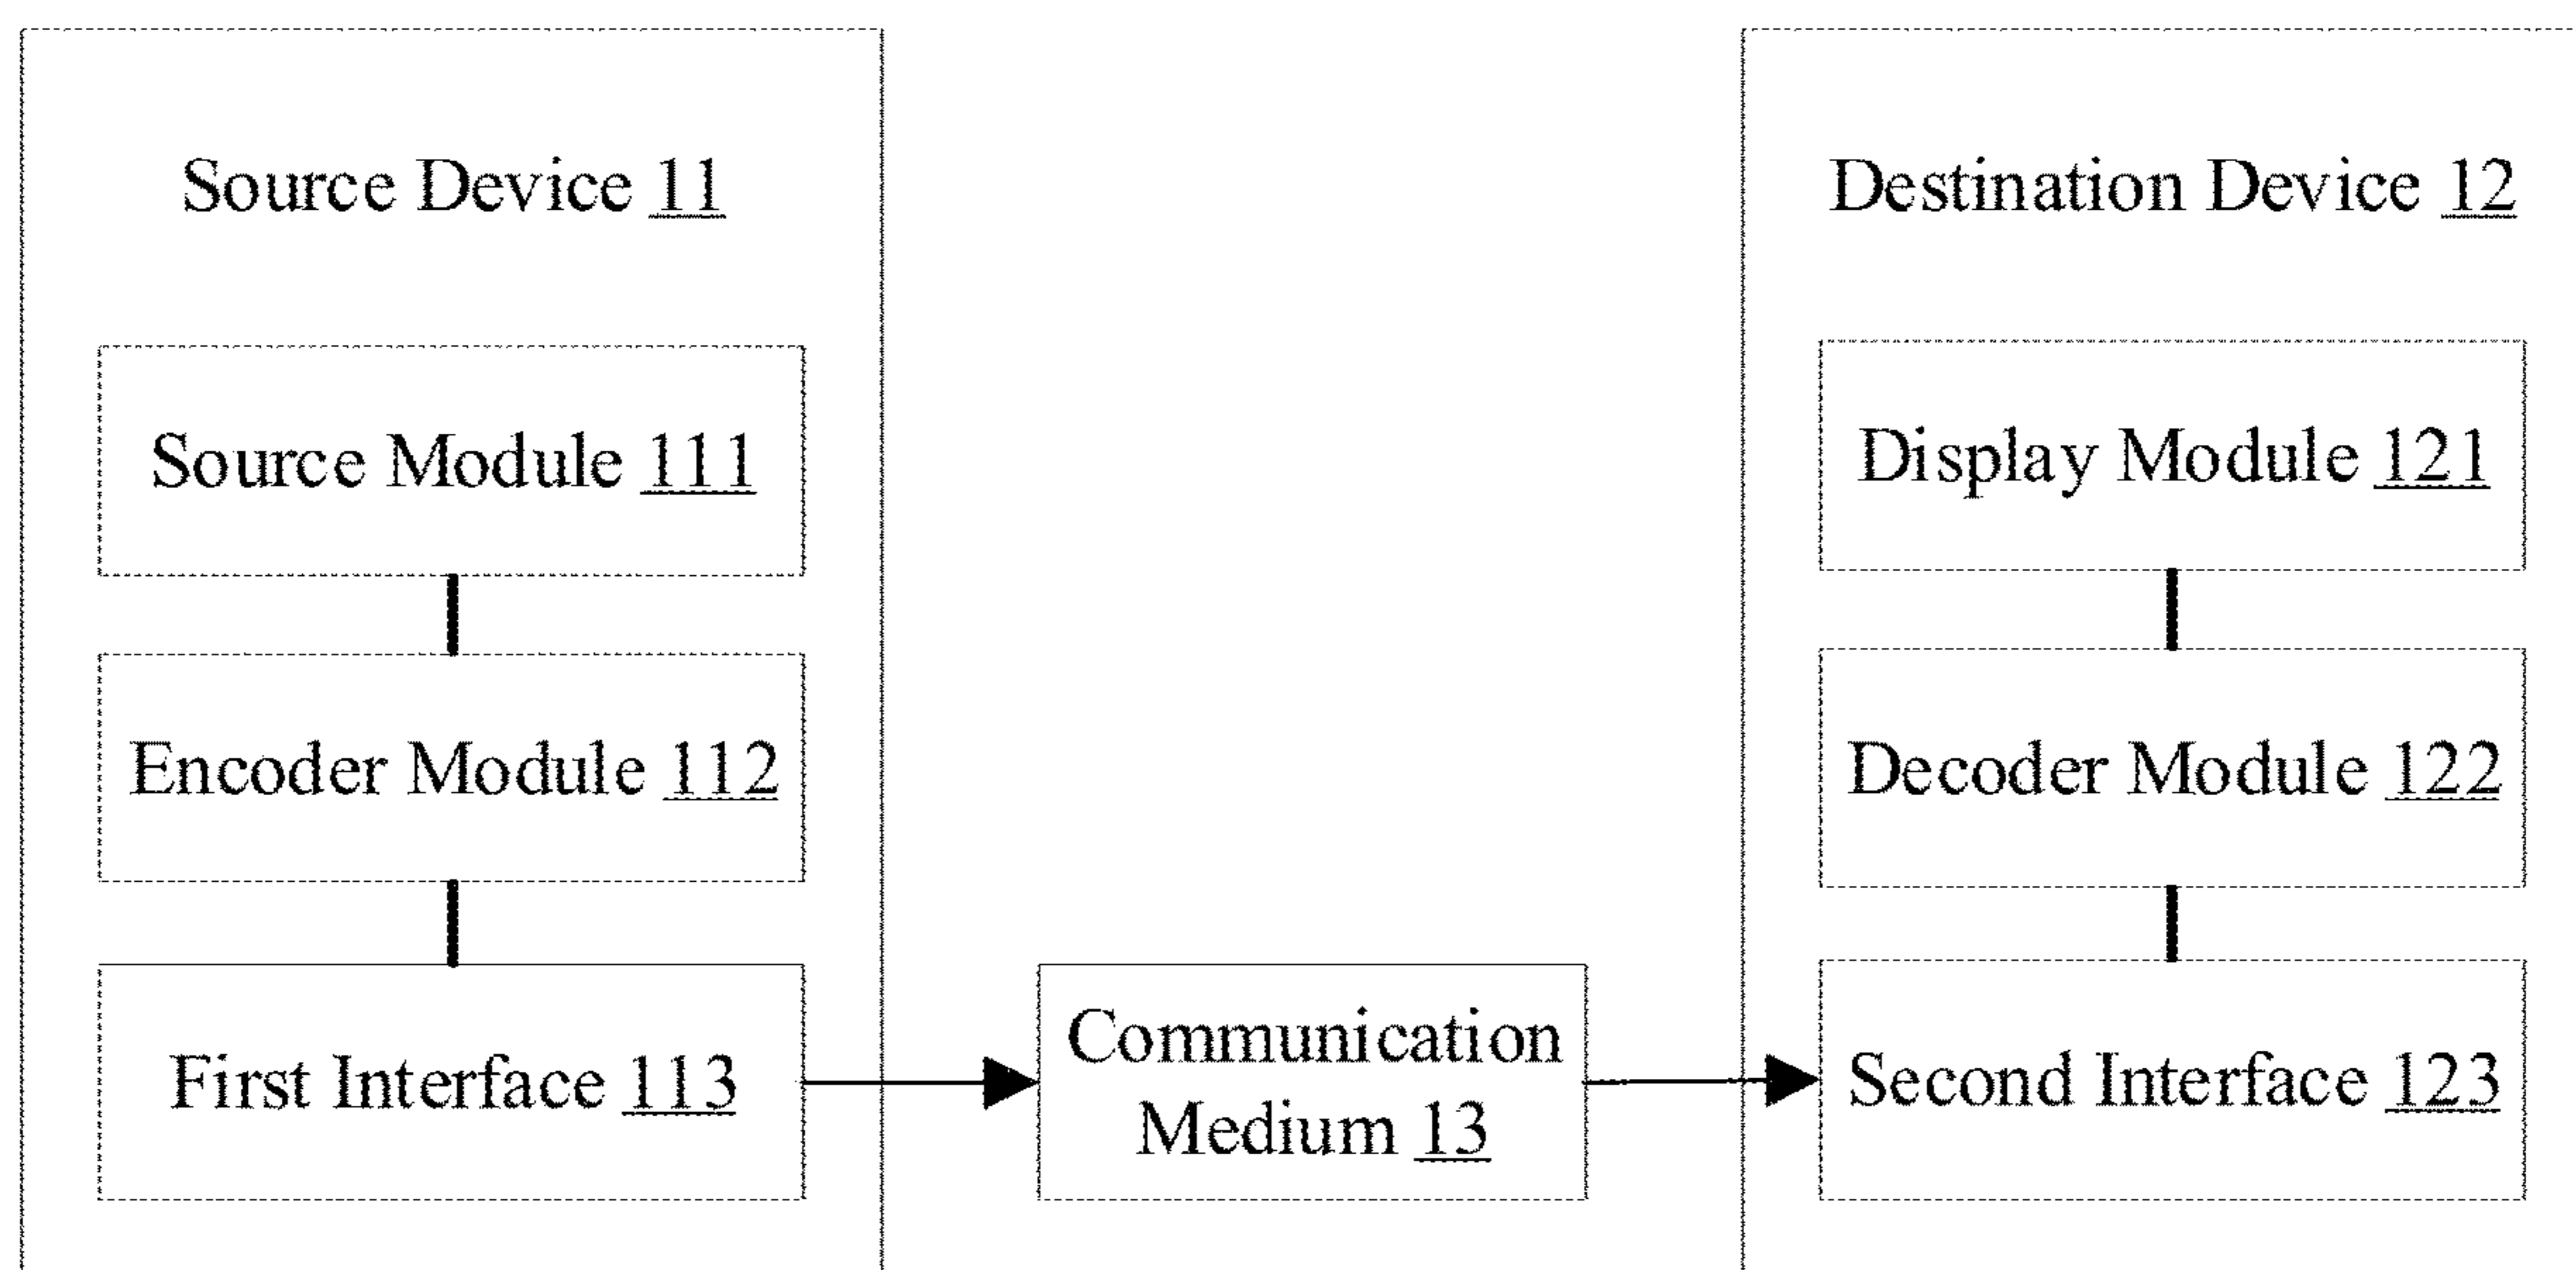 Source Device 11
Source Module 111
Encoder Module 112
First Interface 113
Communication
Medium 13
Destination Device 12
Display Module 121
Decoder Module 122
Second Interface 123